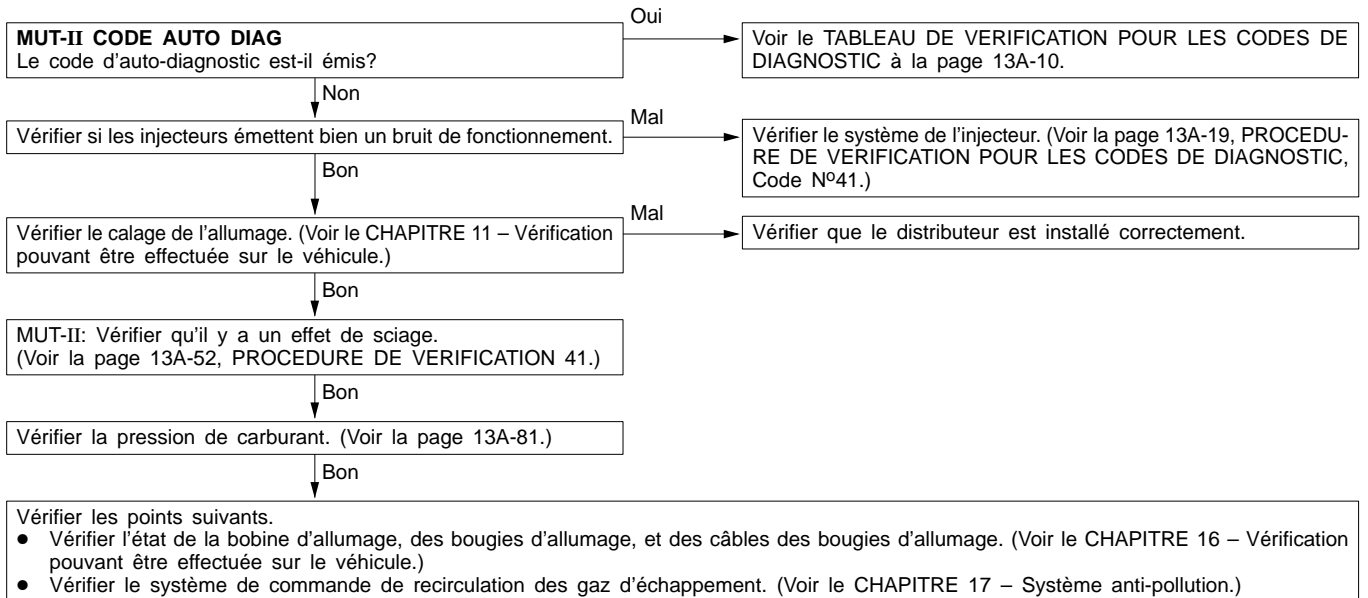 Oui
MUT-II CODE AUTO DIAG
Le code d'auto-diagnostic est-il émis?
Voir le TABLEAU DE VERIFICATION POUR LES CODES DE
DIAGNOSTIC à la page 13A-10.
Non
Mal
Vérifier si les injecteurs émettent bien un bruit de fonctionnement.
Vérifier le système de l'injecteur. (Voir la page 13A-19, PROCEDU-
RE DE VERIFICATION POUR LES CODES DE DIAGNOSTIC,
Code Nº41.)
Bon
Mal
Vérifier le calage de l'allumage. (Voir le CHAPITRE 11 – Vérification
pouvant être effectuée sur le véhicule.)
Vérifier que le distributeur est installé correctement.
Bon
MUT-II: Vérifier qu'il y a un effet de sciage.
(Voir la page 13A-52, PROCEDURE DE VERIFICATION 41.)
Bon
Vérifier la pression de carburant. (Voir la page 13A-81.)
Bon
Vérifier les points suivants.
● Vérifier l'état de la bobine d'allumage, des bougies d'allumage, et des câbles des bougies d'allumage. (Voir le CHAPITRE 16 – Vérification
pouvant être effectuée sur le véhicule.)
● Vérifier le système de commande de recirculation des gaz d'échappement. (Voir le CHAPITRE 17 – Système anti-pollution.)